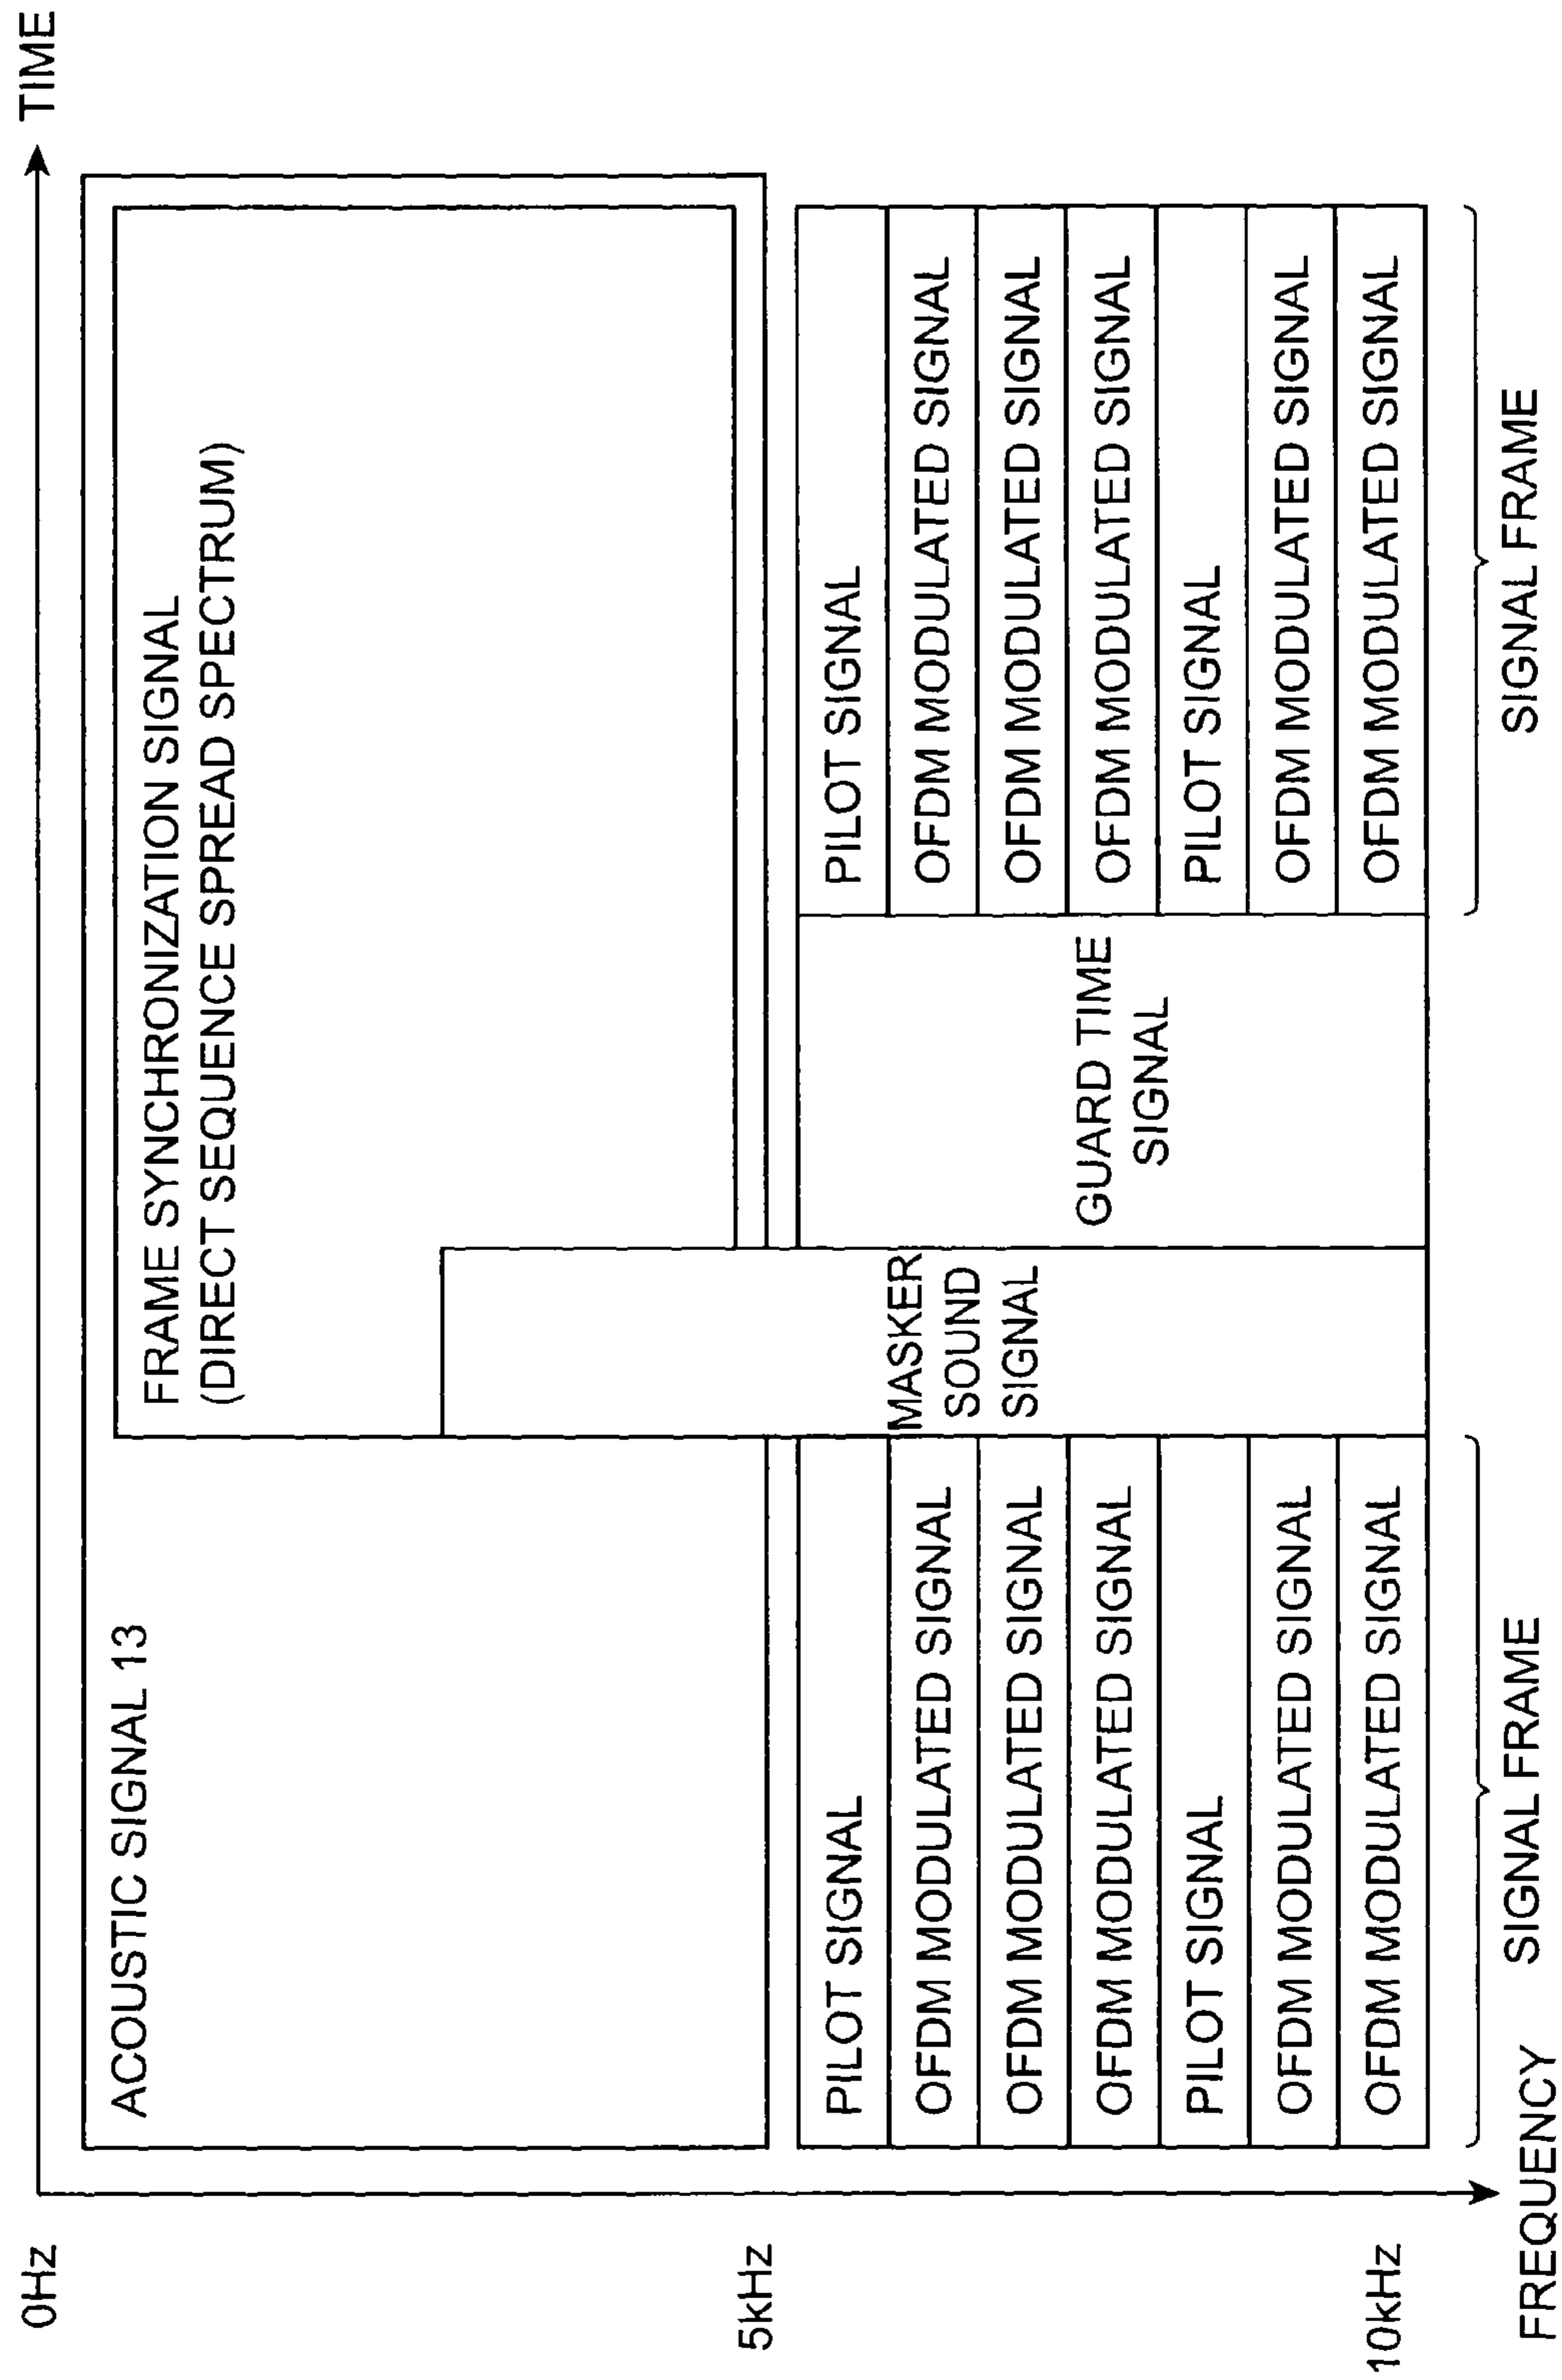 TIME
0Hz
ACOUSTIC SIGNAL 13
FRAME SYNCHRONIZATION SIGNAL
(DIRECT SEQUENCE SPREAD SPECTRUM)
5kHz
PILOT SIGNAL
OFDM MODULATED SIGNAL
OFDM MODULATED SIGNAL
OFDM MODULATED SIGNAL
PILOT SIGNAL
OFDM MODULATED SIGNAL
OFDM MODULATED SIGNAL
MASKER
SOUND
SIGNAL
GUARD TIME
SIGNAL
PILOT SIGNAL
OFDM MODULATED SIGNAL
OFDM MODULATED SIGNAL
OFDM MODULATED SIGNAL
PILOT SIGNAL
OFDM MODULATED SIGNAL
OFDM MODULATED SIGNAL
10kHz
FREQUENCY
SIGNAL FRAME
SIGNAL FRAME